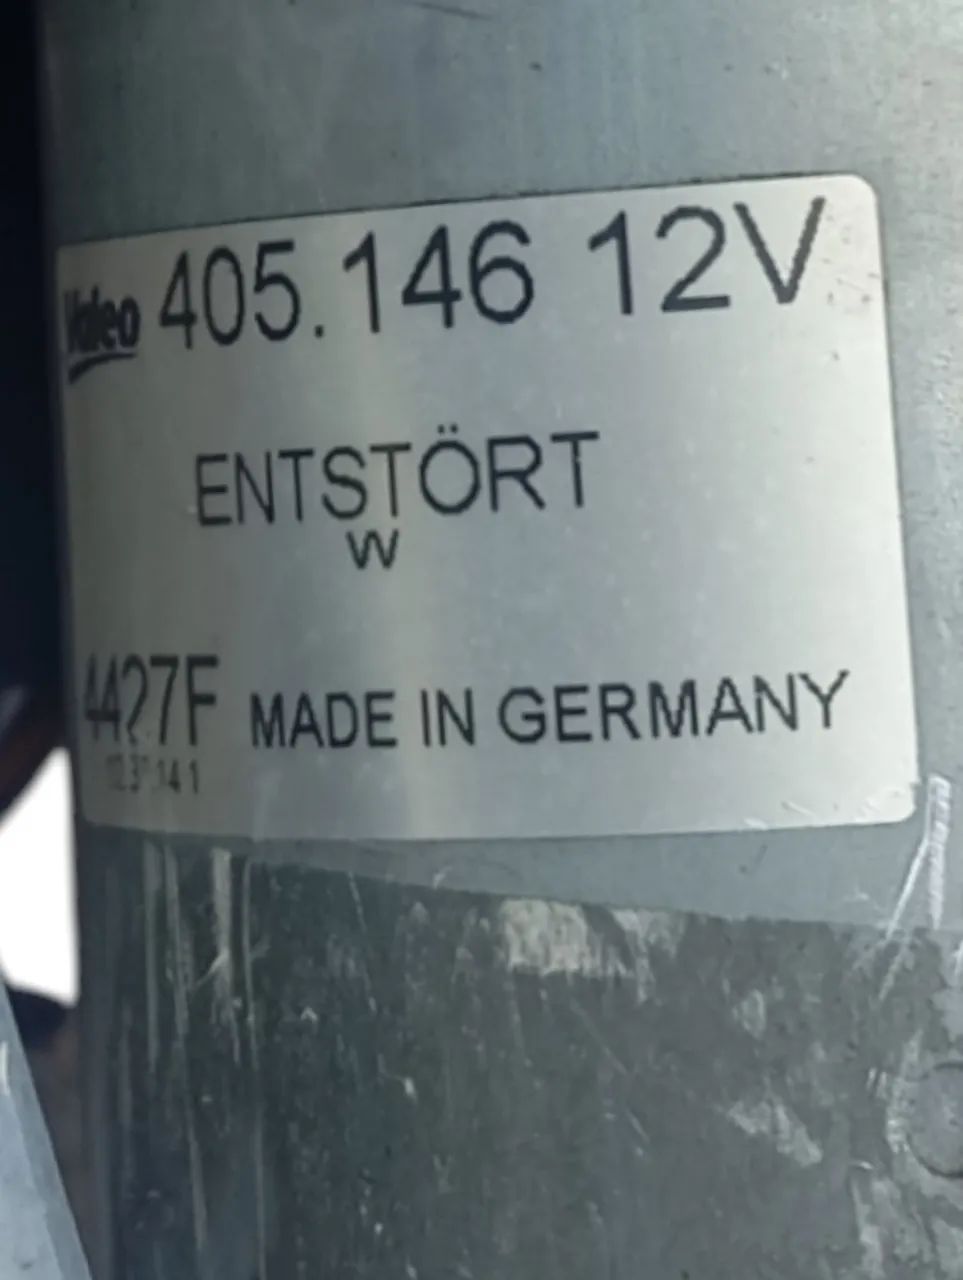 Valeo 405.146 12V
ENTSTÖRT
W
4427F MADE IN GERMANY